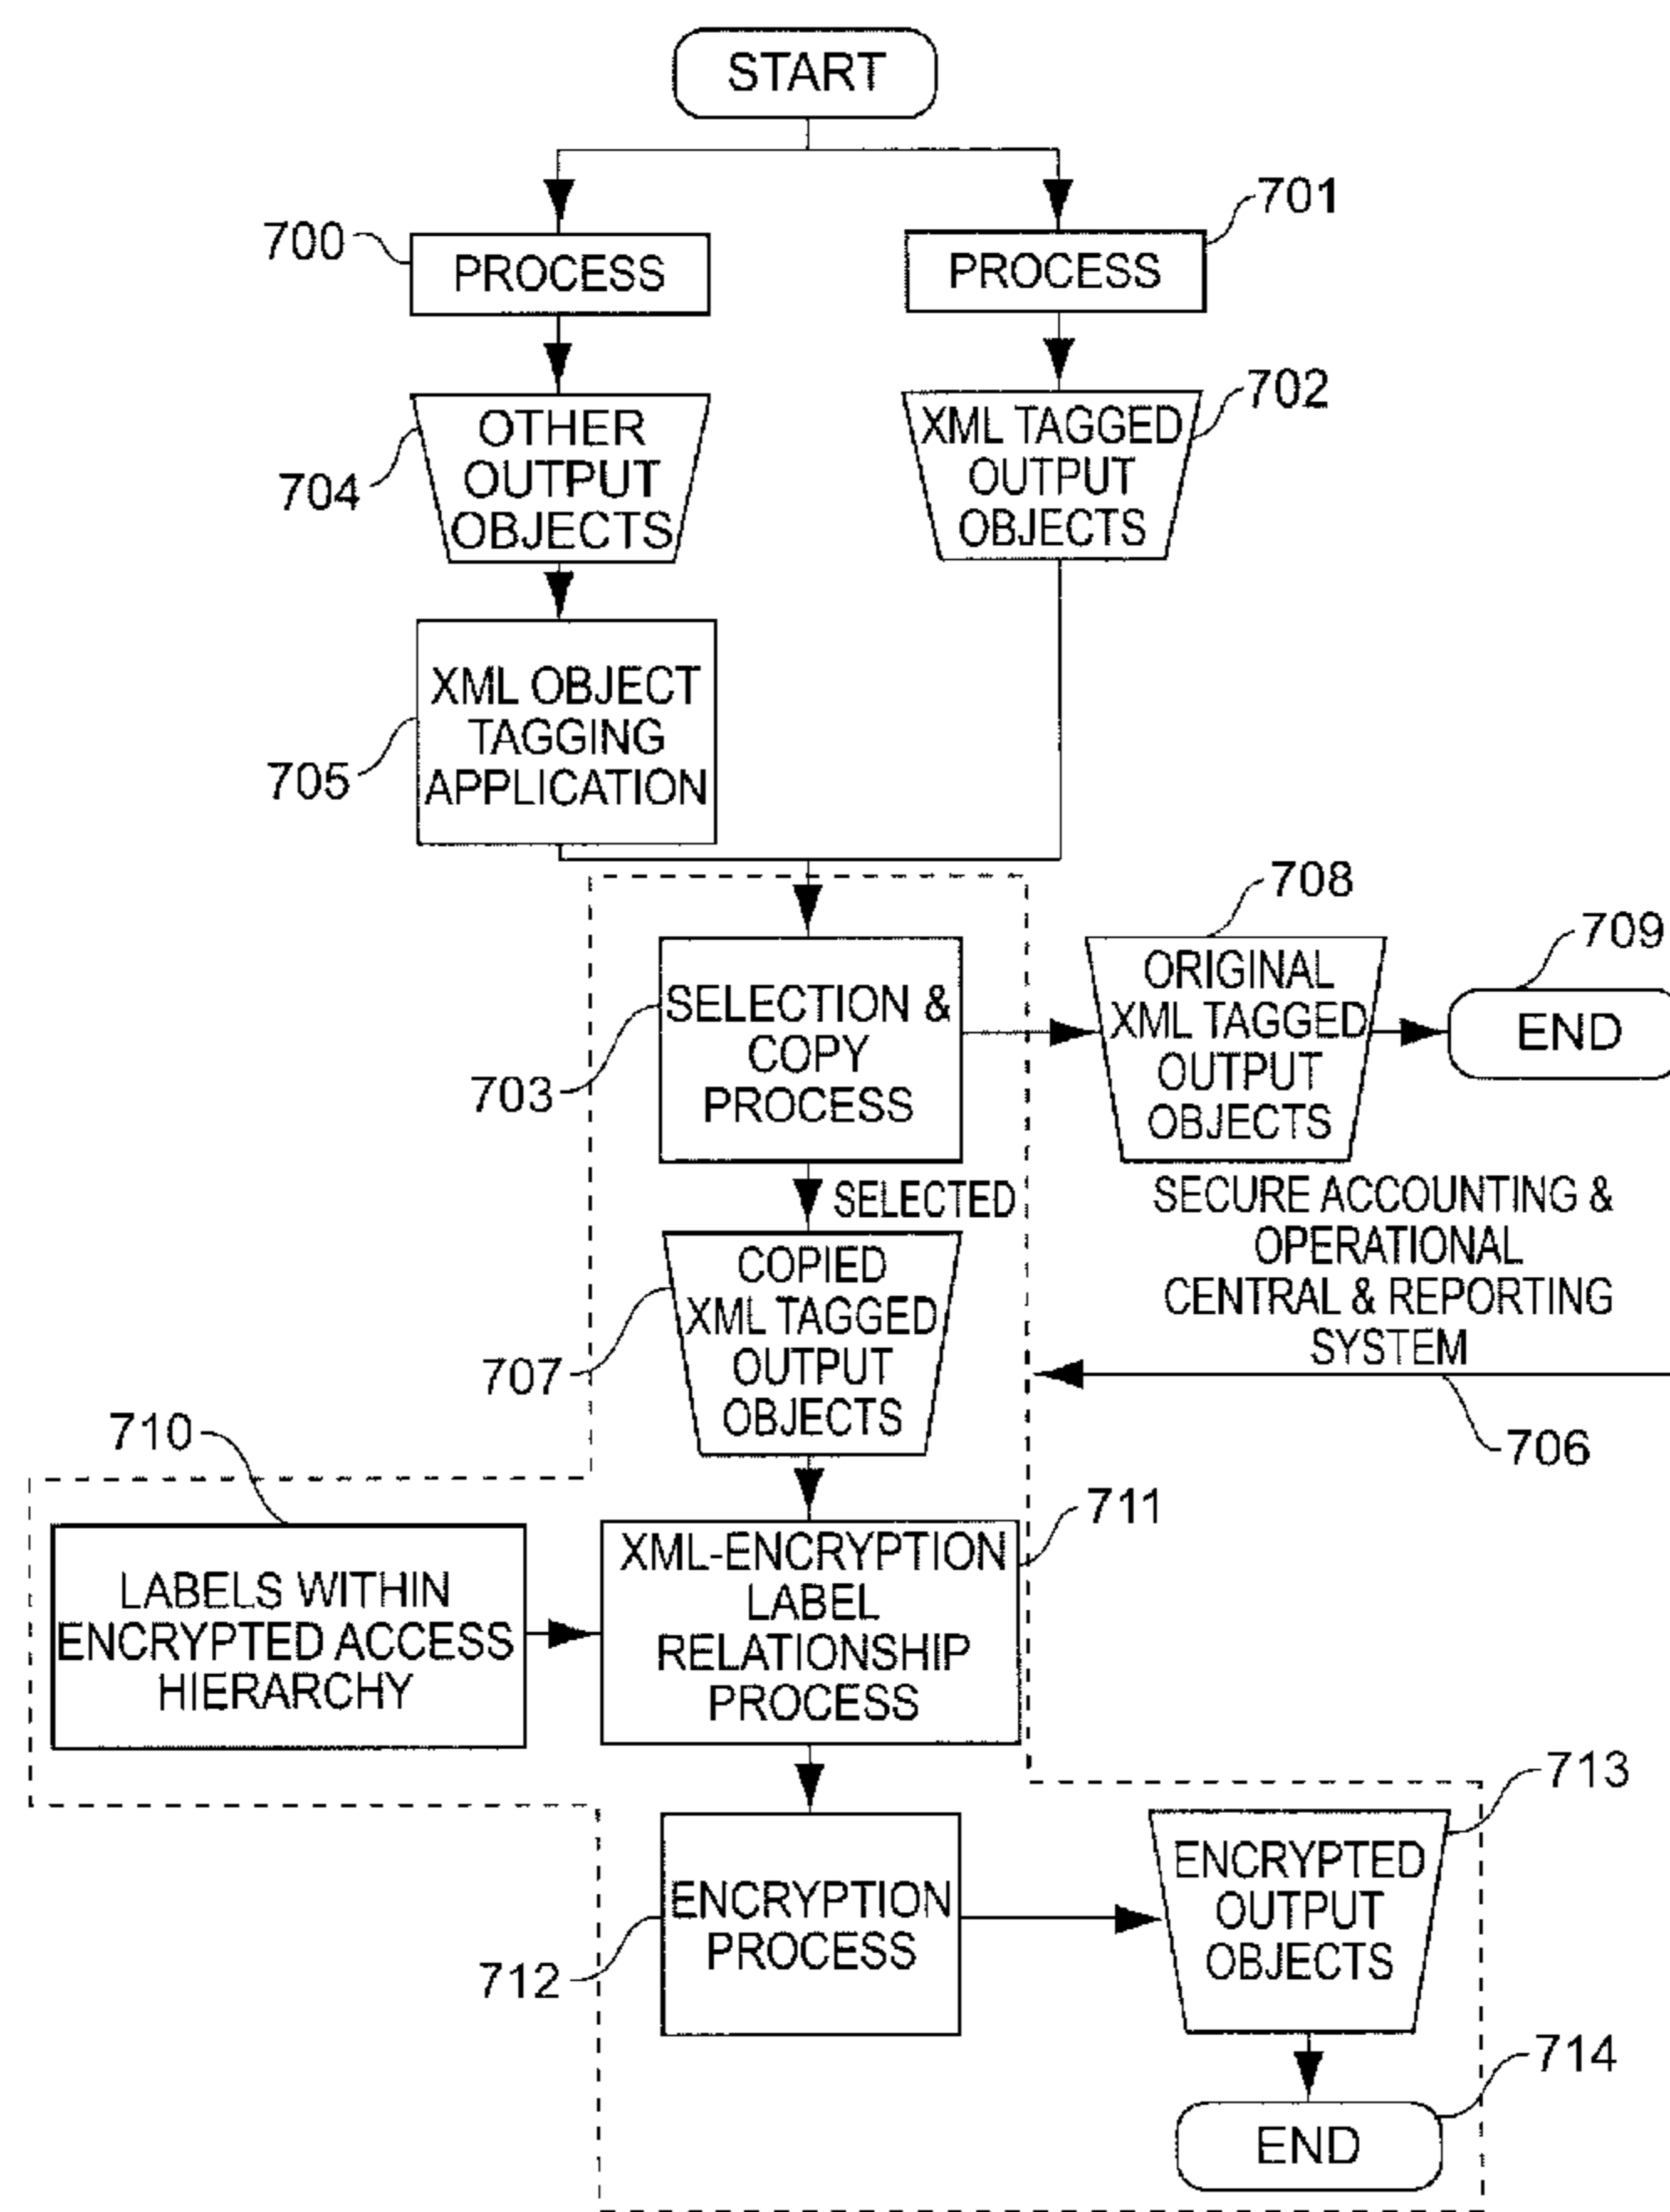 START
700
PROCESS
701
PROCESS
704
OTHER
OUTPUT
OBJECTS
702
XML TAGGED
OUTPUT
OBJECTS
705
XML OBJECT
TAGGING
APPLICATION
703
SELECTION &
COPY
PROCESS
708
ORIGINAL
XML TAGGED
OUTPUT
OBJECTS
709
END
SELECTED
SECURE ACCOUNTING &
OPERATIONAL
CENTRAL & REPORTING
SYSTEM
706
707
COPIED
XML TAGGED
OUTPUT
OBJECTS
710
LABELS WITHIN
ENCRYPTED ACCESS
HIERARCHY
711
XML-ENCRYPTION
LABEL
RELATIONSHIP
PROCESS
712
ENCRYPTION
PROCESS
713
ENCRYPTED
OUTPUT
OBJECTS
714
END